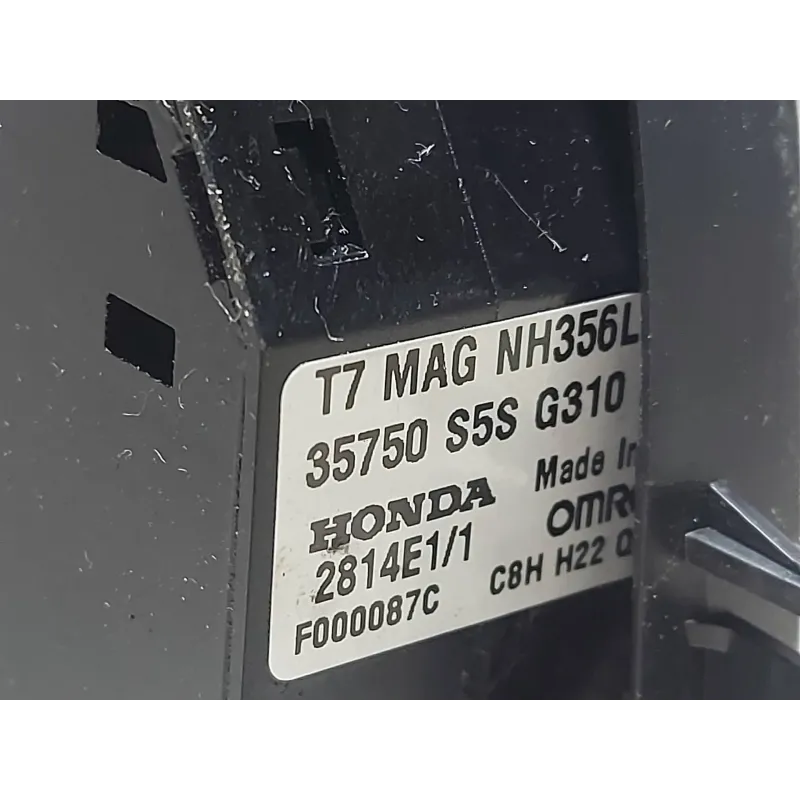 T7 MAG NH356L
35750 S5S G310
HONDA Made In
2814E1/1 OMRO
F000087C C8H H22 Q